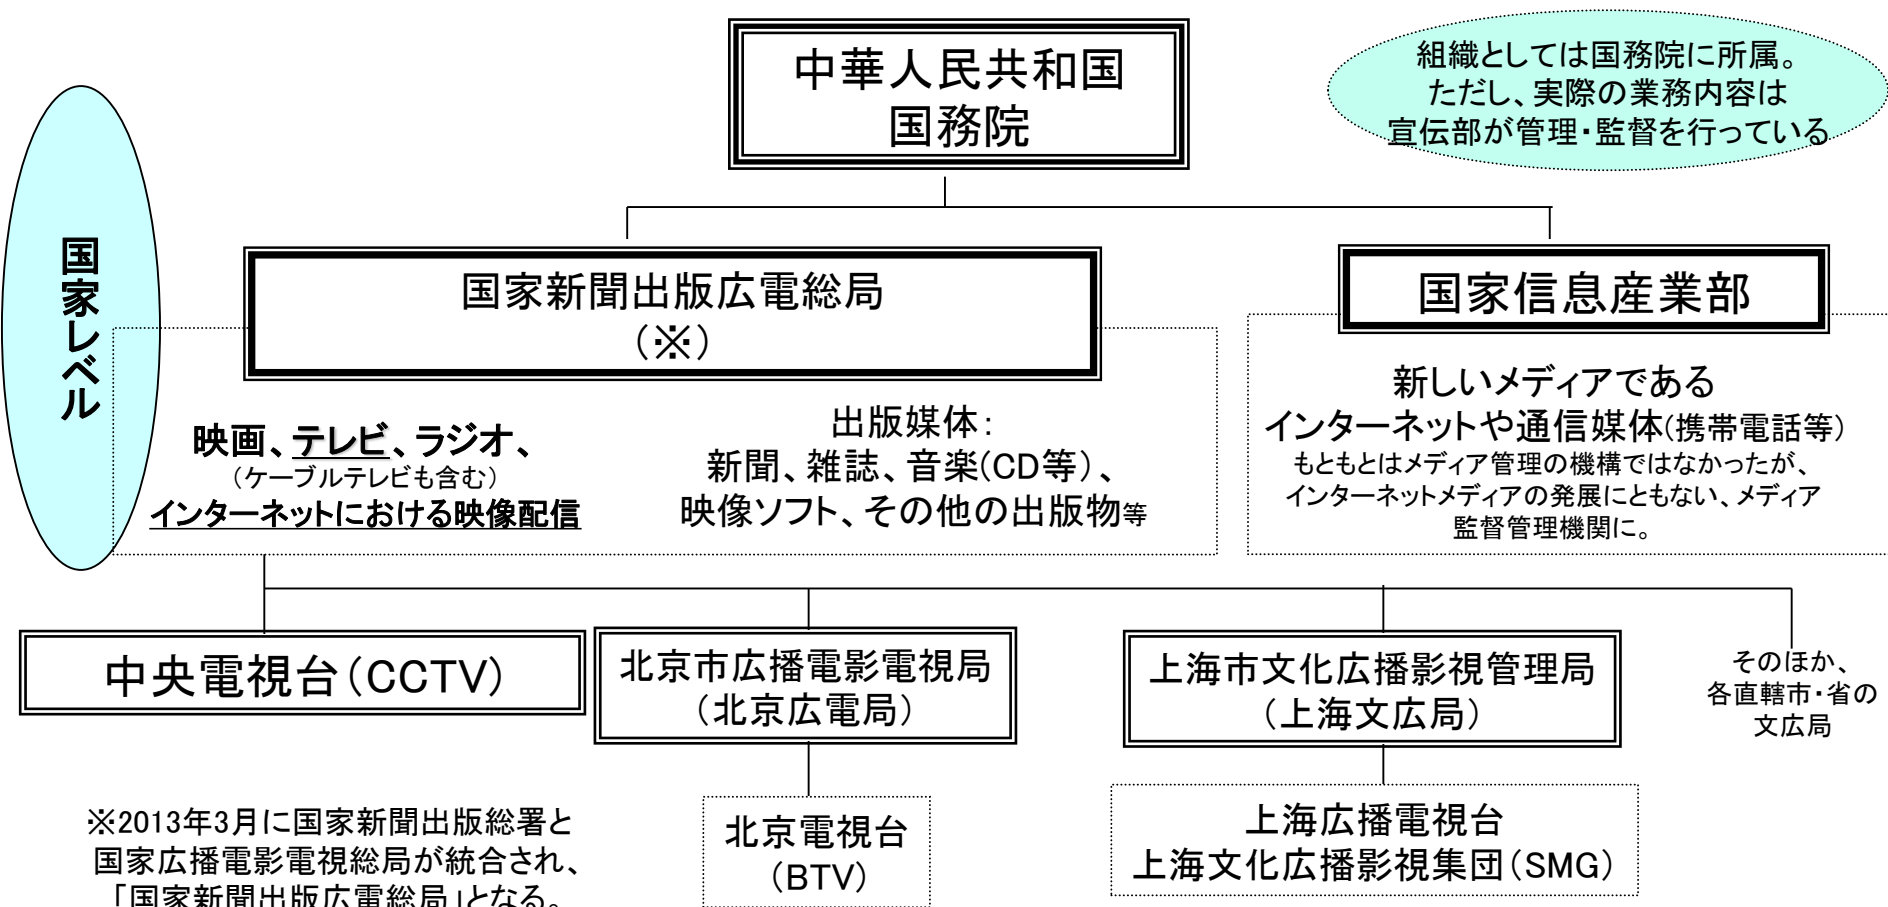 中華人民共和国
国務院
組織としては国務院に所属。
ただし、実際の業務内容は
宣伝部が管理・監督を行っている
国家レベル
国家新聞出版広電総局
（※）
国家信息産業部
映画、テレビ、ラジオ、
（ケーブルテレビも含む）
インターネットにおける映像配信
出版媒体：
新聞、雑誌、音楽(CD等)、
映像ソフト、その他の出版物等
新しいメディアである
インターネットや通信媒体(携帯電話等)
もともとはメディア管理の機構ではなかったが、
インターネットメディアの発展にともない、メディア
監督管理機関に。
中央電視台（CCTV）
北京市広播電影電視局
（北京広電局）
上海市文化広播影視管理局
（上海文広局）
そのほか、
各直轄市・省の
文広局
北京電視台
（BTV）
上海広播電視台
上海文化広播影視集団（SMG）
※2013年3月に国家新聞出版総署と
国家広播電影電視総局が統合され、
「国家新聞出版広電総局」となる。